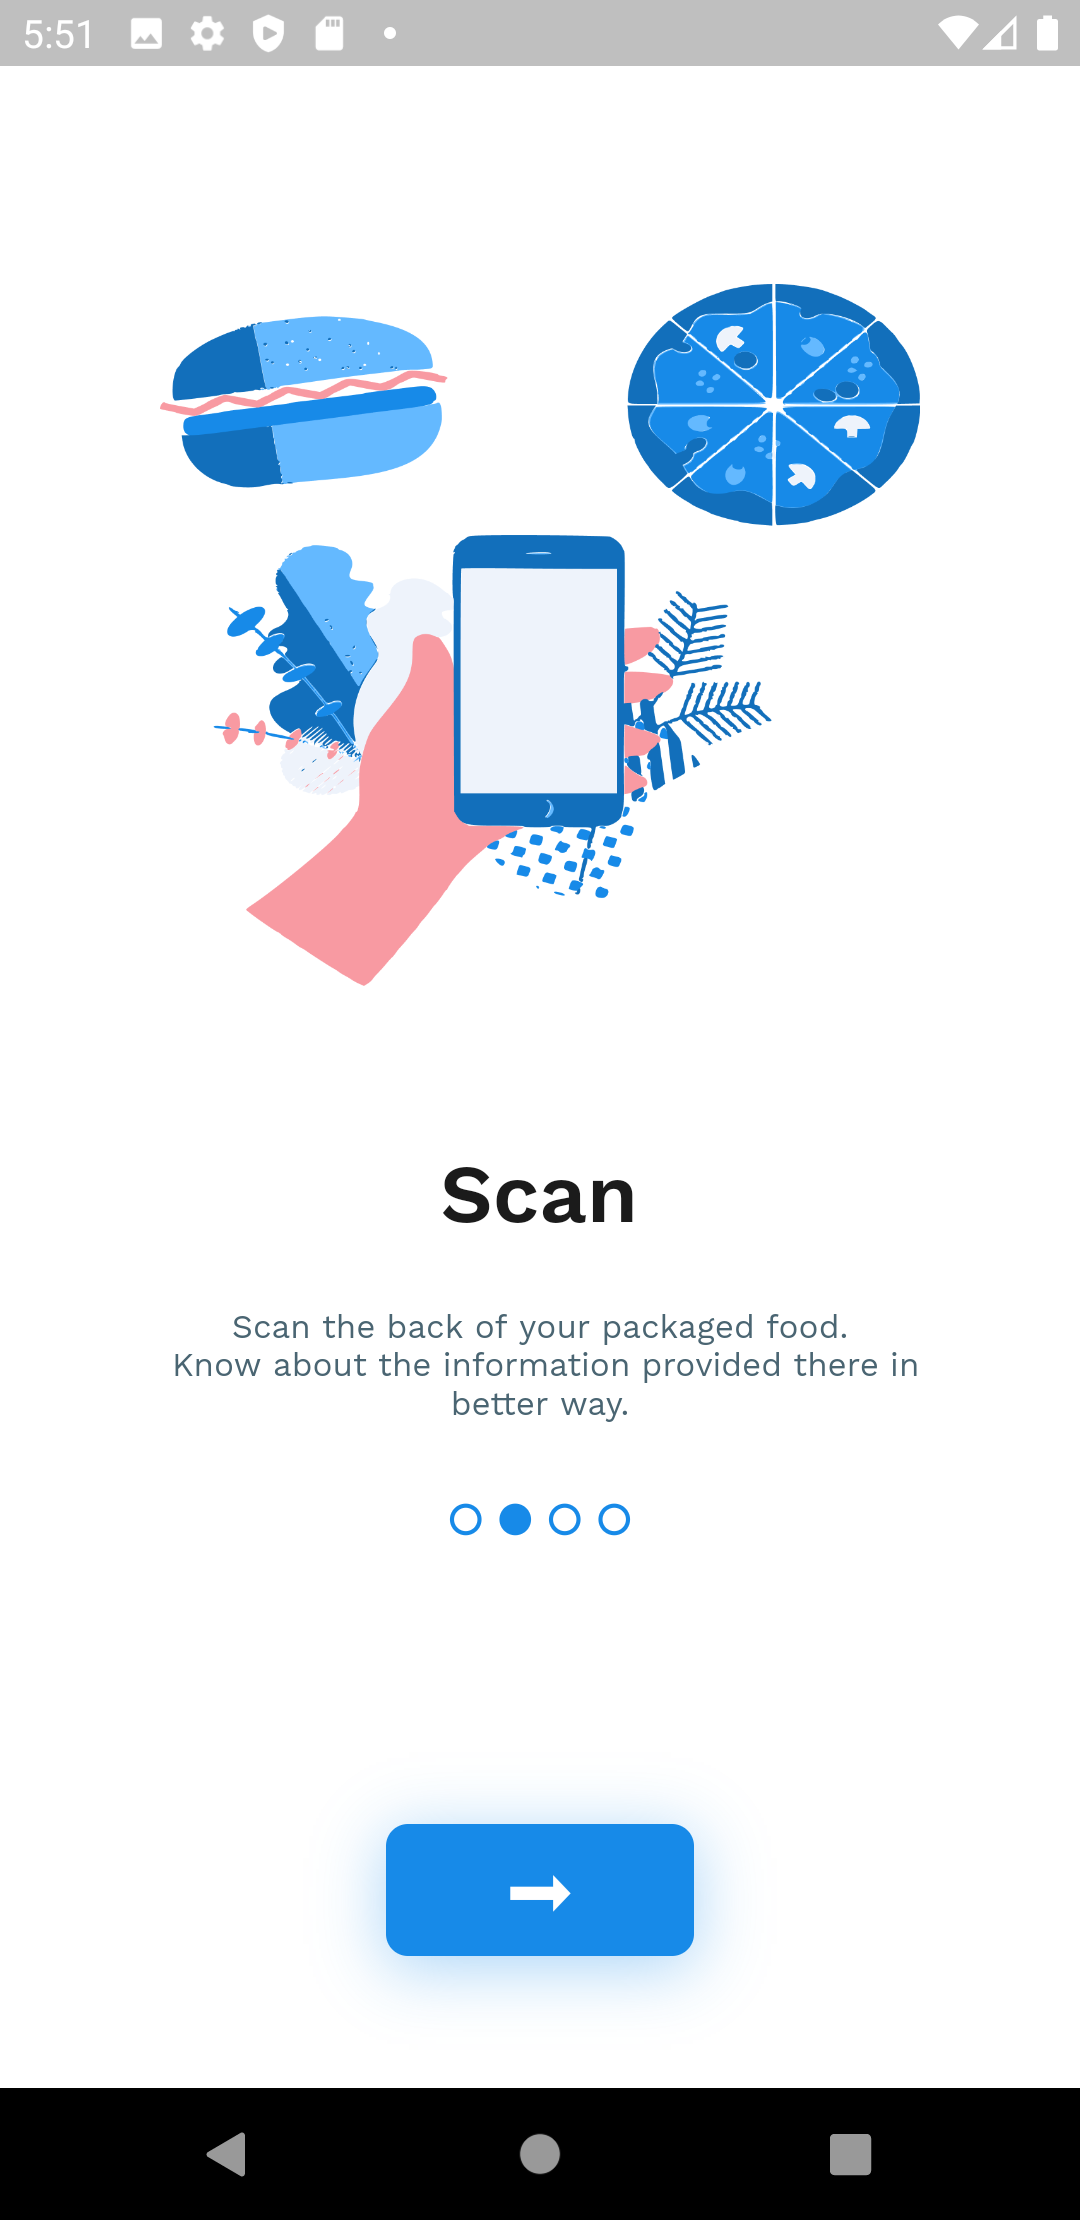 5:51
Scan
Scan the back of your packaged food.
Know about the information provided there in
better way.